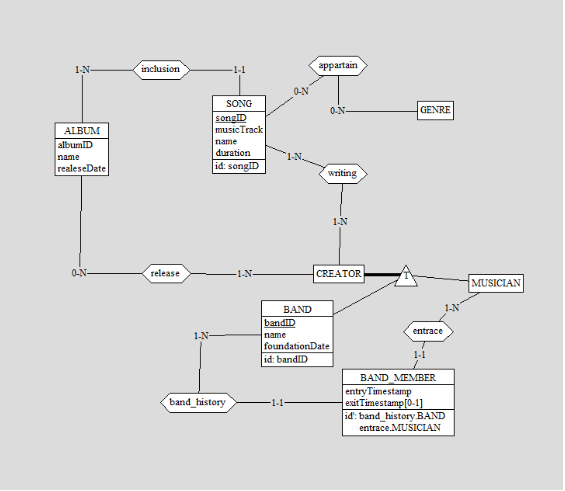 appartain
1-N
inclusion
1-1
0-N
SONG
songID
musicTrack
name
duration
id: songID
0-N
GENRE
ALBUM
albumID
name
realeseDate
1-N
writing
1-N
0-N
release
1-N
CREATOR
T
MUSICIAN
BAND
bandID
name
foundationDate
id: bandID
1-N
entrace
1-1
1-N
BAND_MEMBER
entryTimestamp
exitTimestamp[0-1]
id': band_history.BAND
entrace.MUSICIAN
band_history
1-1